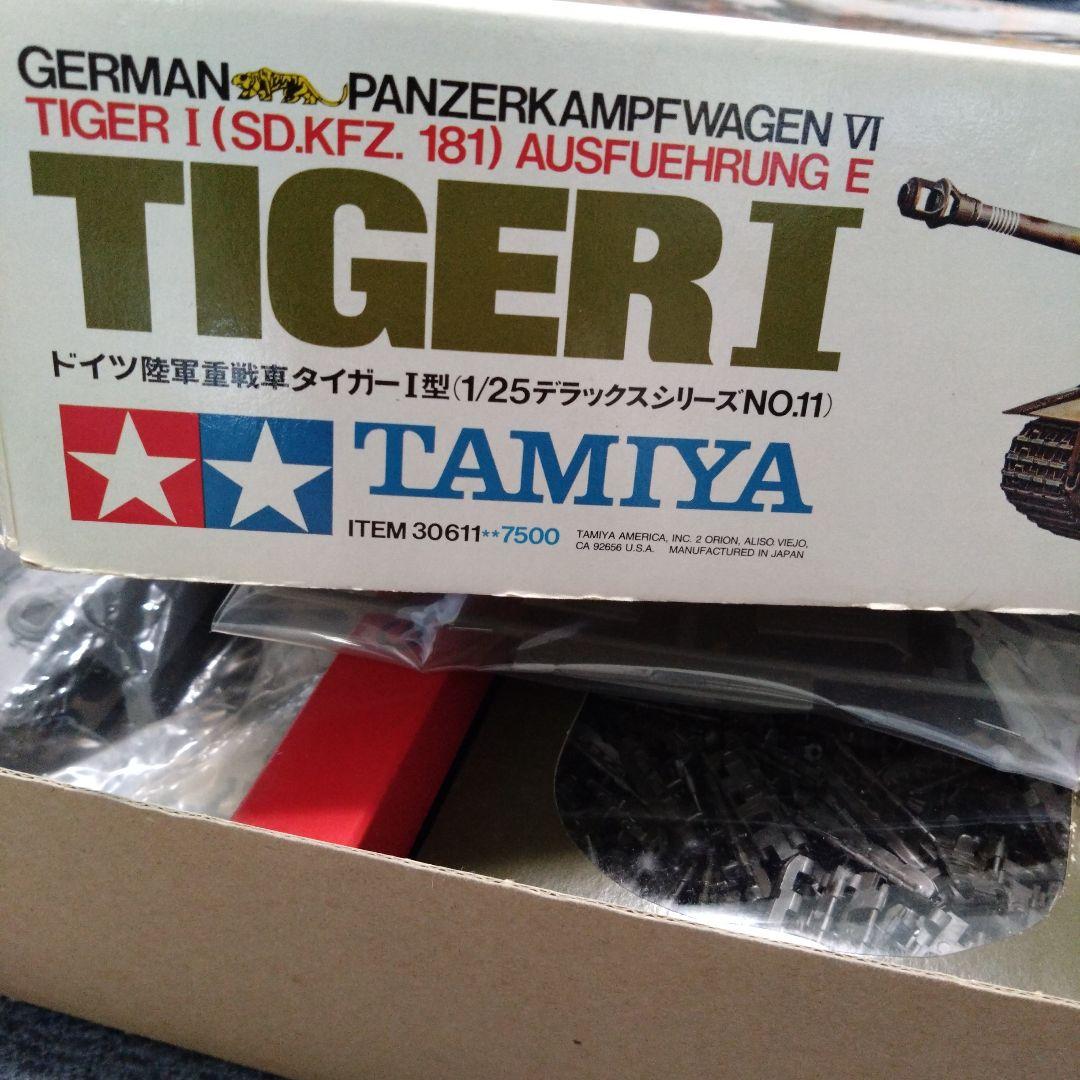 GERMAN PANZERKAMPFWAGEN VI
TIGER I (SD.KFZ. 181) AUSFUEHRUNG E
TIGER I
ドイツ陸軍重戦車タイガーI型(1/25デラックスシリーズNO.11)
TAMIYA
ITEM 30611**7500
TAMIYA AMERICA, INC. 2 ORION, ALISO VIEJO,
CA 92656 U.S.A. MANUFACTURED IN JAPAN